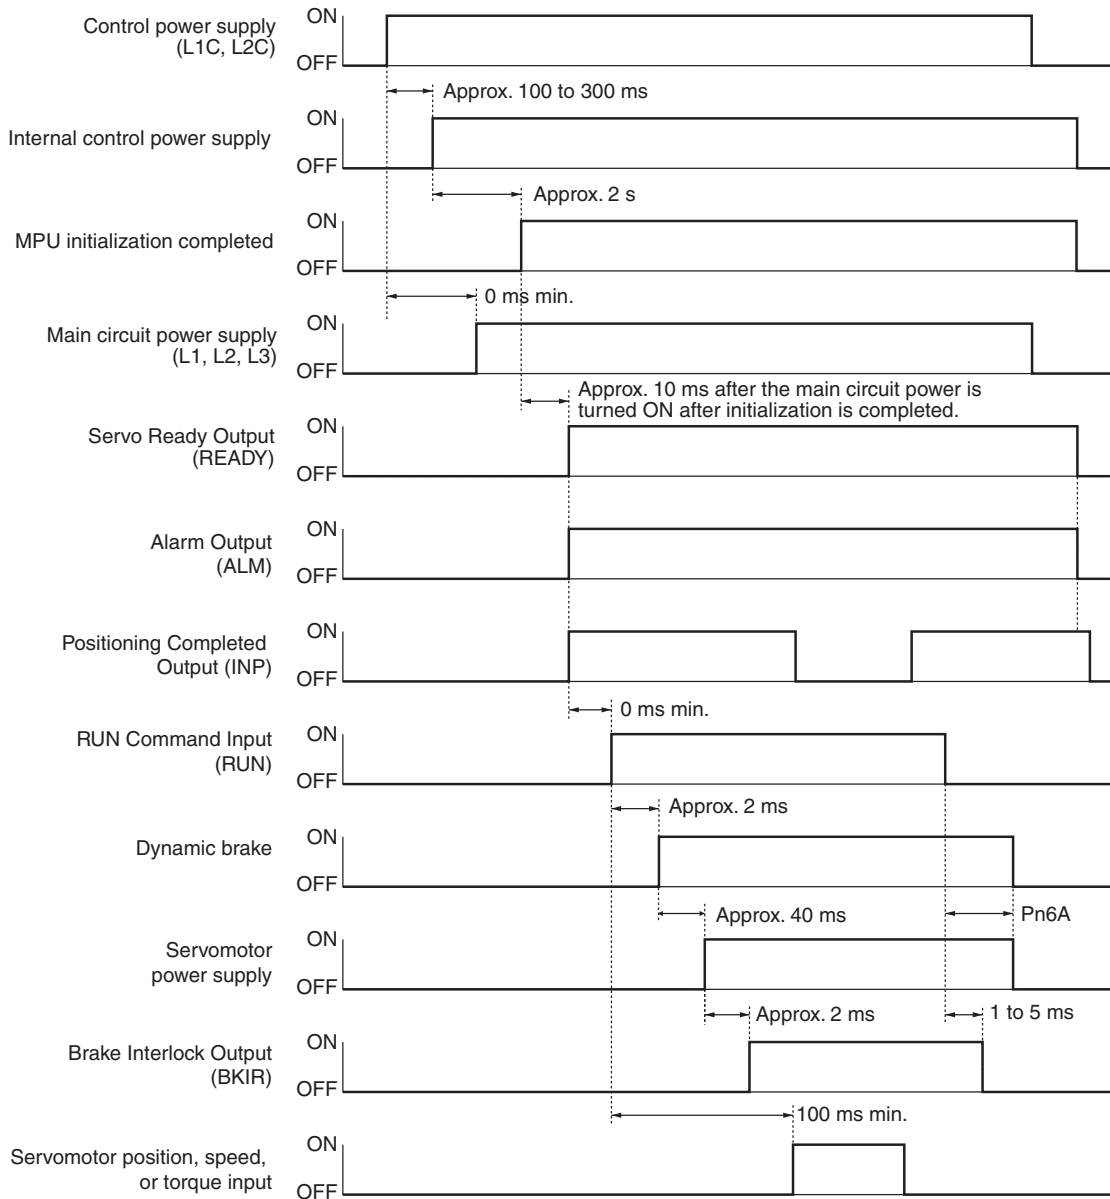 Control power supply
(L1C, L2C)
ON
OFF
Approx. 100 to 300 ms
Internal control power supply
ON
OFF
Approx. 2 s
MPU initialization completed
ON
OFF
0 ms min.
Main circuit power supply
(L1, L2, L3)
ON
OFF
Approx. 10 ms after the main circuit power is
turned ON after initialization is completed.
Servo Ready Output
(READY)
ON
OFF
Alarm Output
(ALM)
ON
OFF
Positioning Completed
Output (INP)
ON
OFF
0 ms min.
RUN Command Input
(RUN)
ON
OFF
Approx. 2 ms
Dynamic brake
ON
OFF
Approx. 40 ms
Pn6A
Servomotor
power supply
ON
OFF
Approx. 2 ms
1 to 5 ms
Brake Interlock Output
(BKIR)
ON
OFF
100 ms min.
Servomotor position, speed,
or torque input
ON
OFF